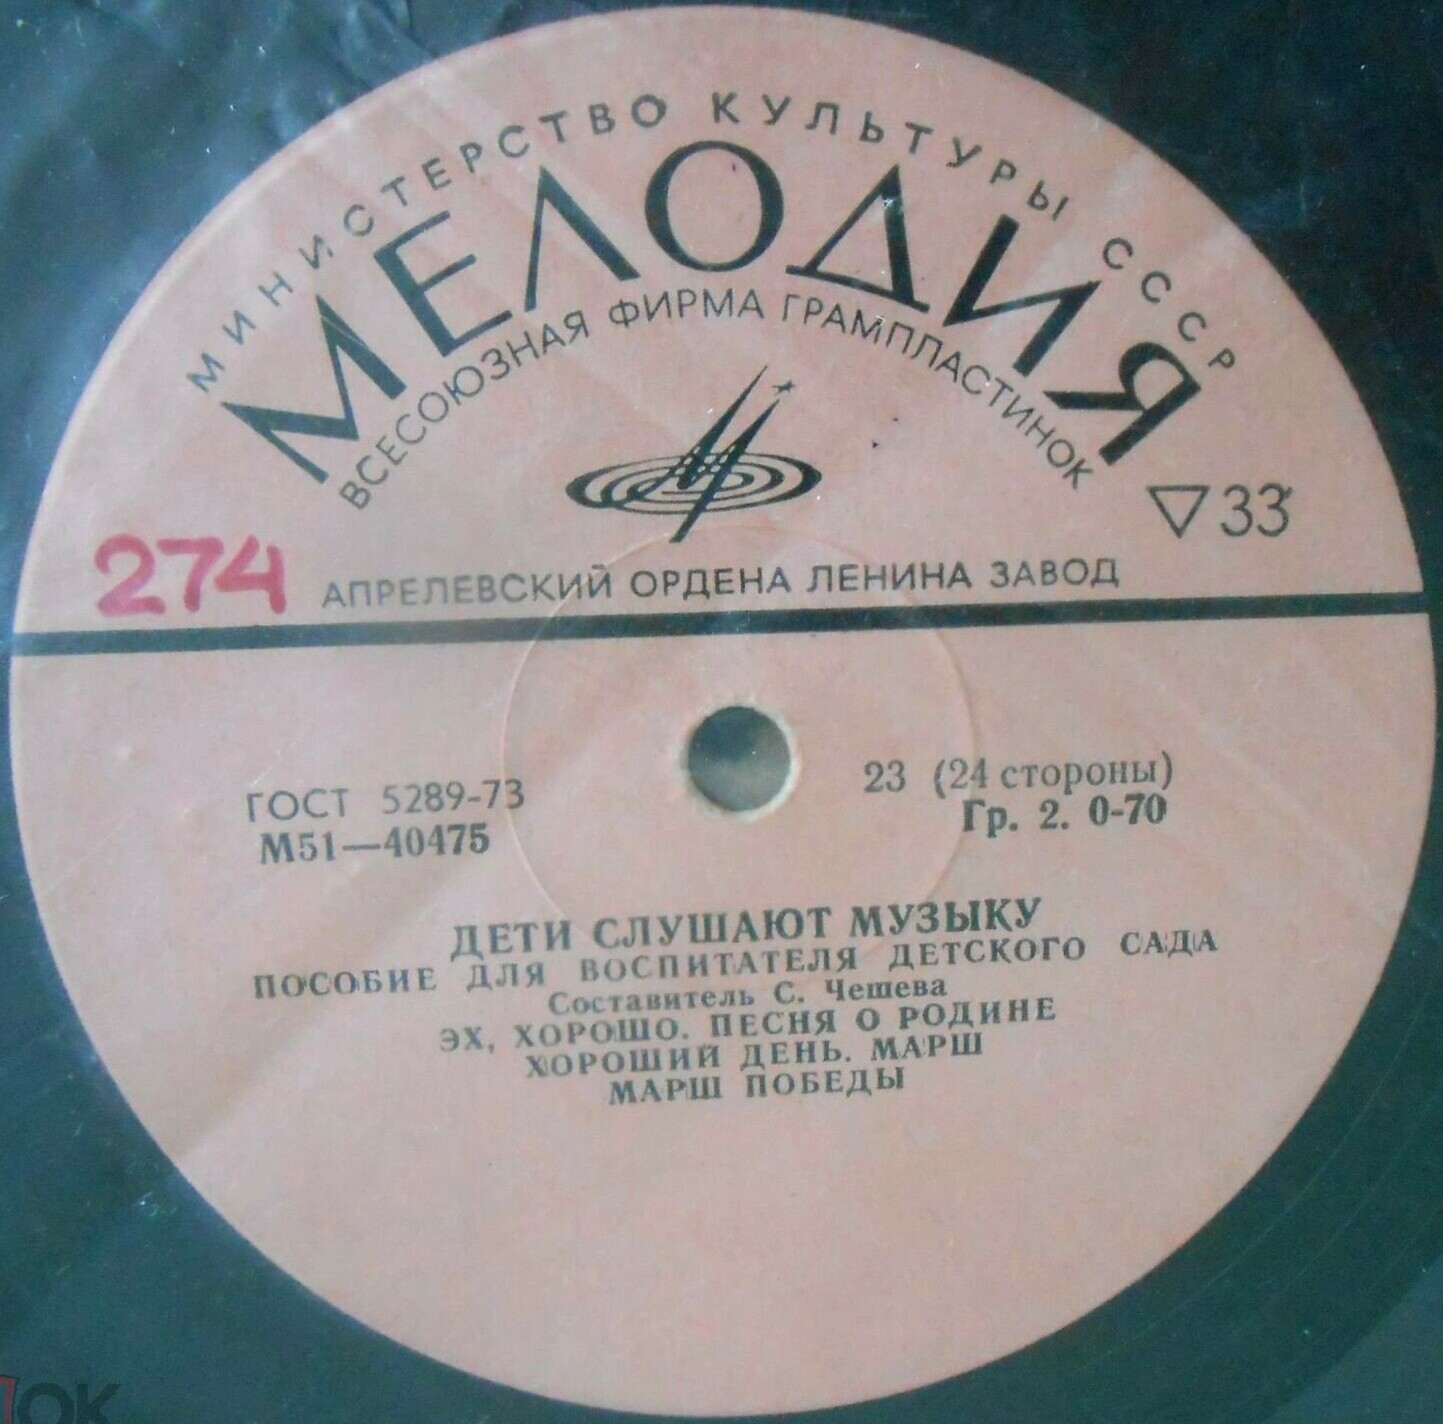 МИНИСТЕРСТВО КУЛЬТУРЫ СССР
МЕЛОДИЯ
ВСЕСОЮЗНАЯ ФИРМА ГРАМПЛАСТИНОК
33
274
АПРЕЛЕВСКИЙ ОРДЕНА ЛЕНИНА ЗАВОД
ГОСТ 5289-73
М51—40475
23 (24 стороны)
Гр. 2. 0-70
ДЕТИ СЛУШАЮТ МУЗЫКУ
ПОСОБИЕ ДЛЯ ВОСПИТАТЕЛЯ ДЕТСКОГО САДА
Составитель С. Чешева
ЭХ, ХОРОШО. ПЕСНЯ О РОДИНЕ
ХОРОШИЙ ДЕНЬ. МАРШ
МАРШ ПОБЕДЫ